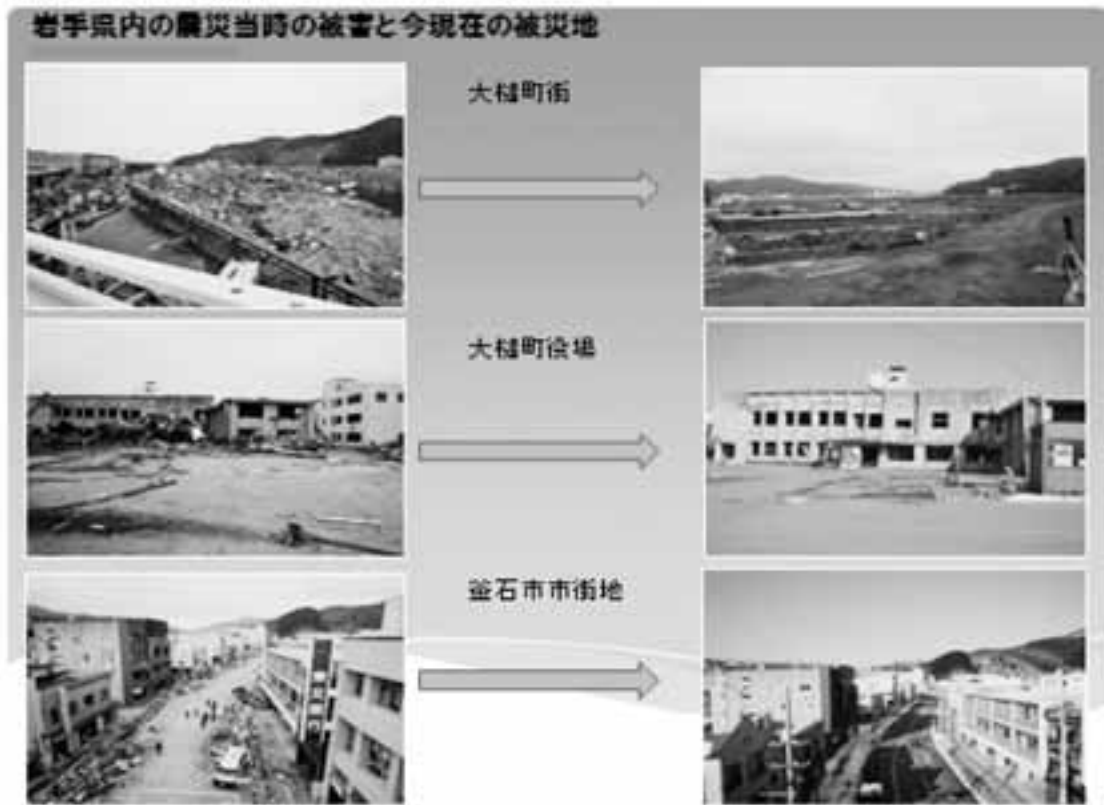 岩手県内の震災当時の被害と今現在の被災地
大槌町街
大槌町役場
釜石市市街地